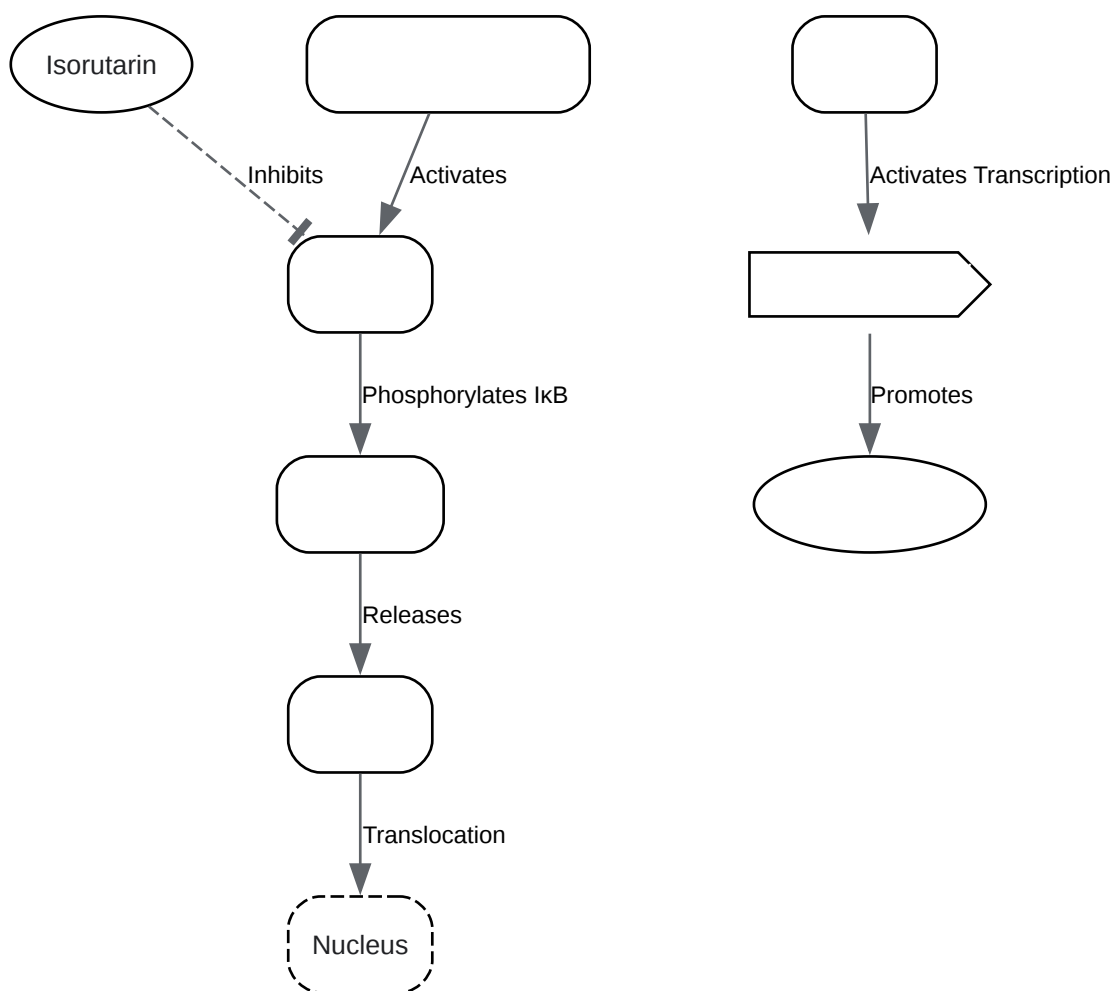 Isorutarin
Inhibits
Activates
Activates Transcription
Phosphorylates IκB
Promotes
Releases
Translocation
Nucleus